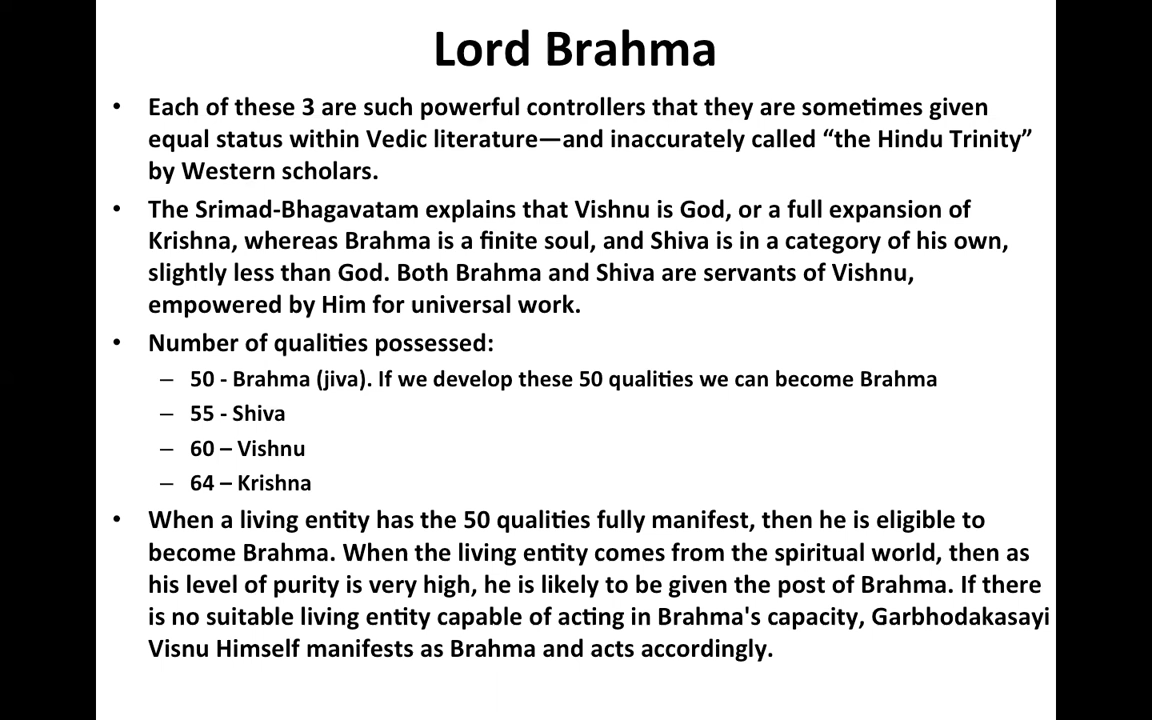 Lord Brahma
• Each of these 3 are such powerful controllers that they are sometimes given
equal status within Vedic literature—and inaccurately called “the Hindu Trinity”
by Western scholars.
• The Srimad-Bhagavatam explains that Vishnu is God, or a full expansion of
Krishna, whereas Brahma is a finite soul, and Shiva is in a category of his own,
slightly less than God. Both Brahma and Shiva are servants of Vishnu,
empowered by Him for universal work.
• Number of qualities possessed:
– 50 - Brahma (jiva). If we develop these 50 qualities we can become Brahma
– 55 - Shiva
– 60 – Vishnu
– 64 – Krishna
• When a living entity has the 50 qualities fully manifest, then he is eligible to
become Brahma. When the living entity comes from the spiritual world, then as
his level of purity is very high, he is likely to be given the post of Brahma. If there
is no suitable living entity capable of acting in Brahma's capacity, Garbhodakasayi
Visnu Himself manifests as Brahma and acts accordingly.